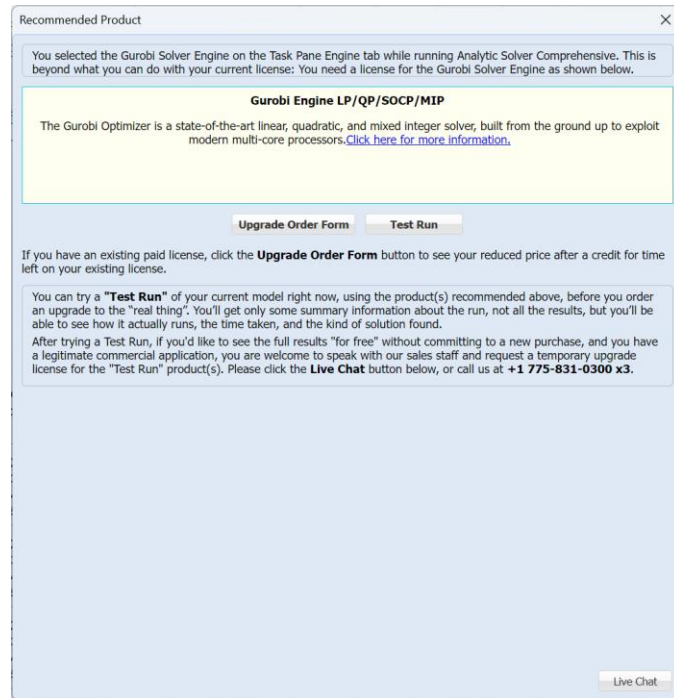 Recommended Product
You selected the Gurobi Solver Engine on the Task Pane Engine tab while running Analytic Solver Comprehensive. This is
beyond what you can do with your current license: You need a license for the Gurobi Solver Engine as shown below.
Gurobi Engine LP/QP/SOCP/MIP
The Gurobi Optimizer is a state-of-the-art linear, quadratic, and mixed integer solver, built from the ground up to exploit
modern multi-core processors.Click here for more information.
Upgrade Order Form Test Run
If you have an existing paid license, click the Upgrade Order Form button to see your reduced price after a credit for time
left on your existing license.
You can try a "Test Run" of your current model right now, using the product(s) recommended above, before you order
an upgrade to the “real thing”. You'll get only some summary information about the run, not all the results, but you'll be
able to see how it actually runs, the time taken, and the kind of solution found.
After trying a Test Run, if you'd like to see the full results "for free" without committing to a new purchase, and you have
a legitimate commercial application, you are welcome to speak with our sales staff and request a temporary upgrade
license for the "Test Run" product(s). Please click the Live Chat button below, or call us at +1 775-831-0300 x3.
Live Chat